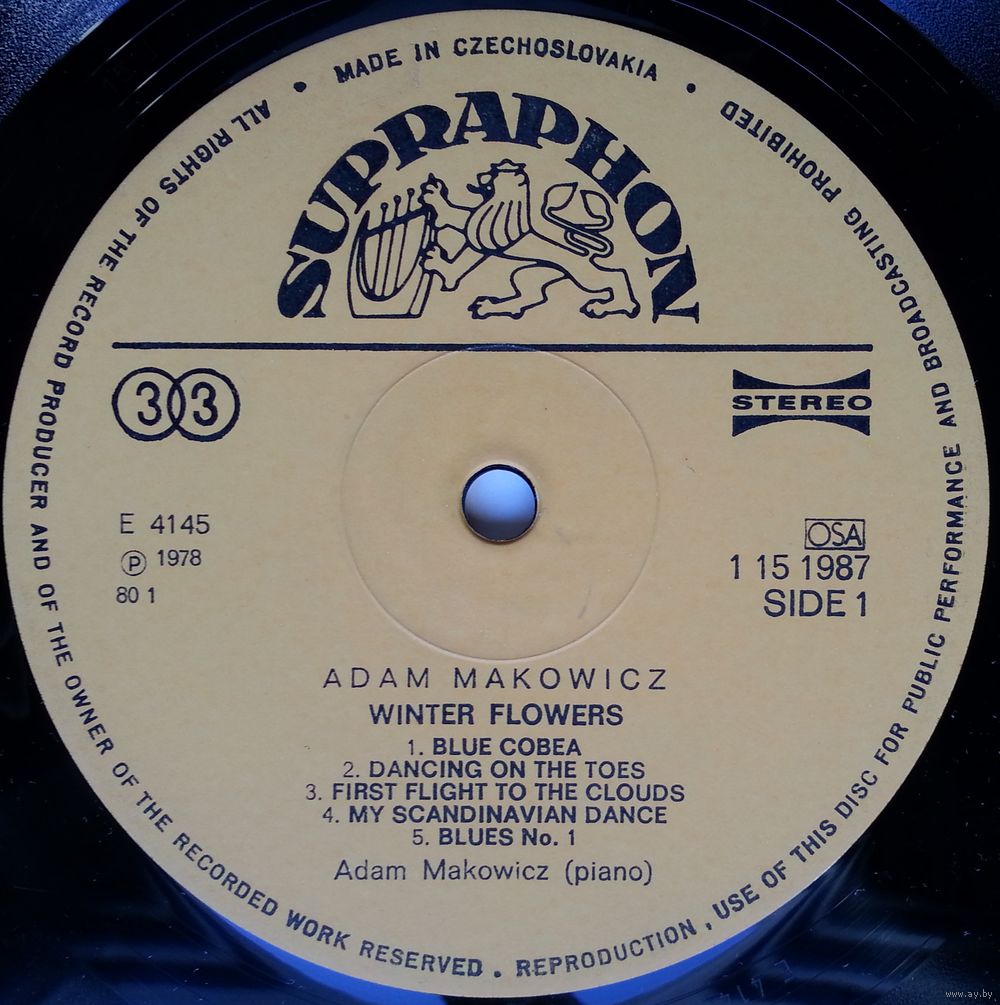 MADE IN CZECHOSLOVAKIA
SUPRAPHON
33
STEREO
E 4145
Ⓟ 1978
80 1
OSA
1 15 1987
SIDE 1
ADAM MAKOWICZ
WINTER FLOWERS
1. BLUE COBEA
2. DANCING ON THE TOES
3. FIRST FLIGHT TO THE CLOUDS
4. MY SCANDINAVIAN DANCE
5. BLUES No. 1
Adam Makowicz (piano)
ALL RIGHTS OF THE RECORD PRODUCER AND OF THE OWNER OF THE RECORDED WORK RESERVED . REPRODUCTION , USE OF THIS DISC FOR PUBLIC PERFORMANCE AND BROADCASTING PROHIBITED
www.ay.by